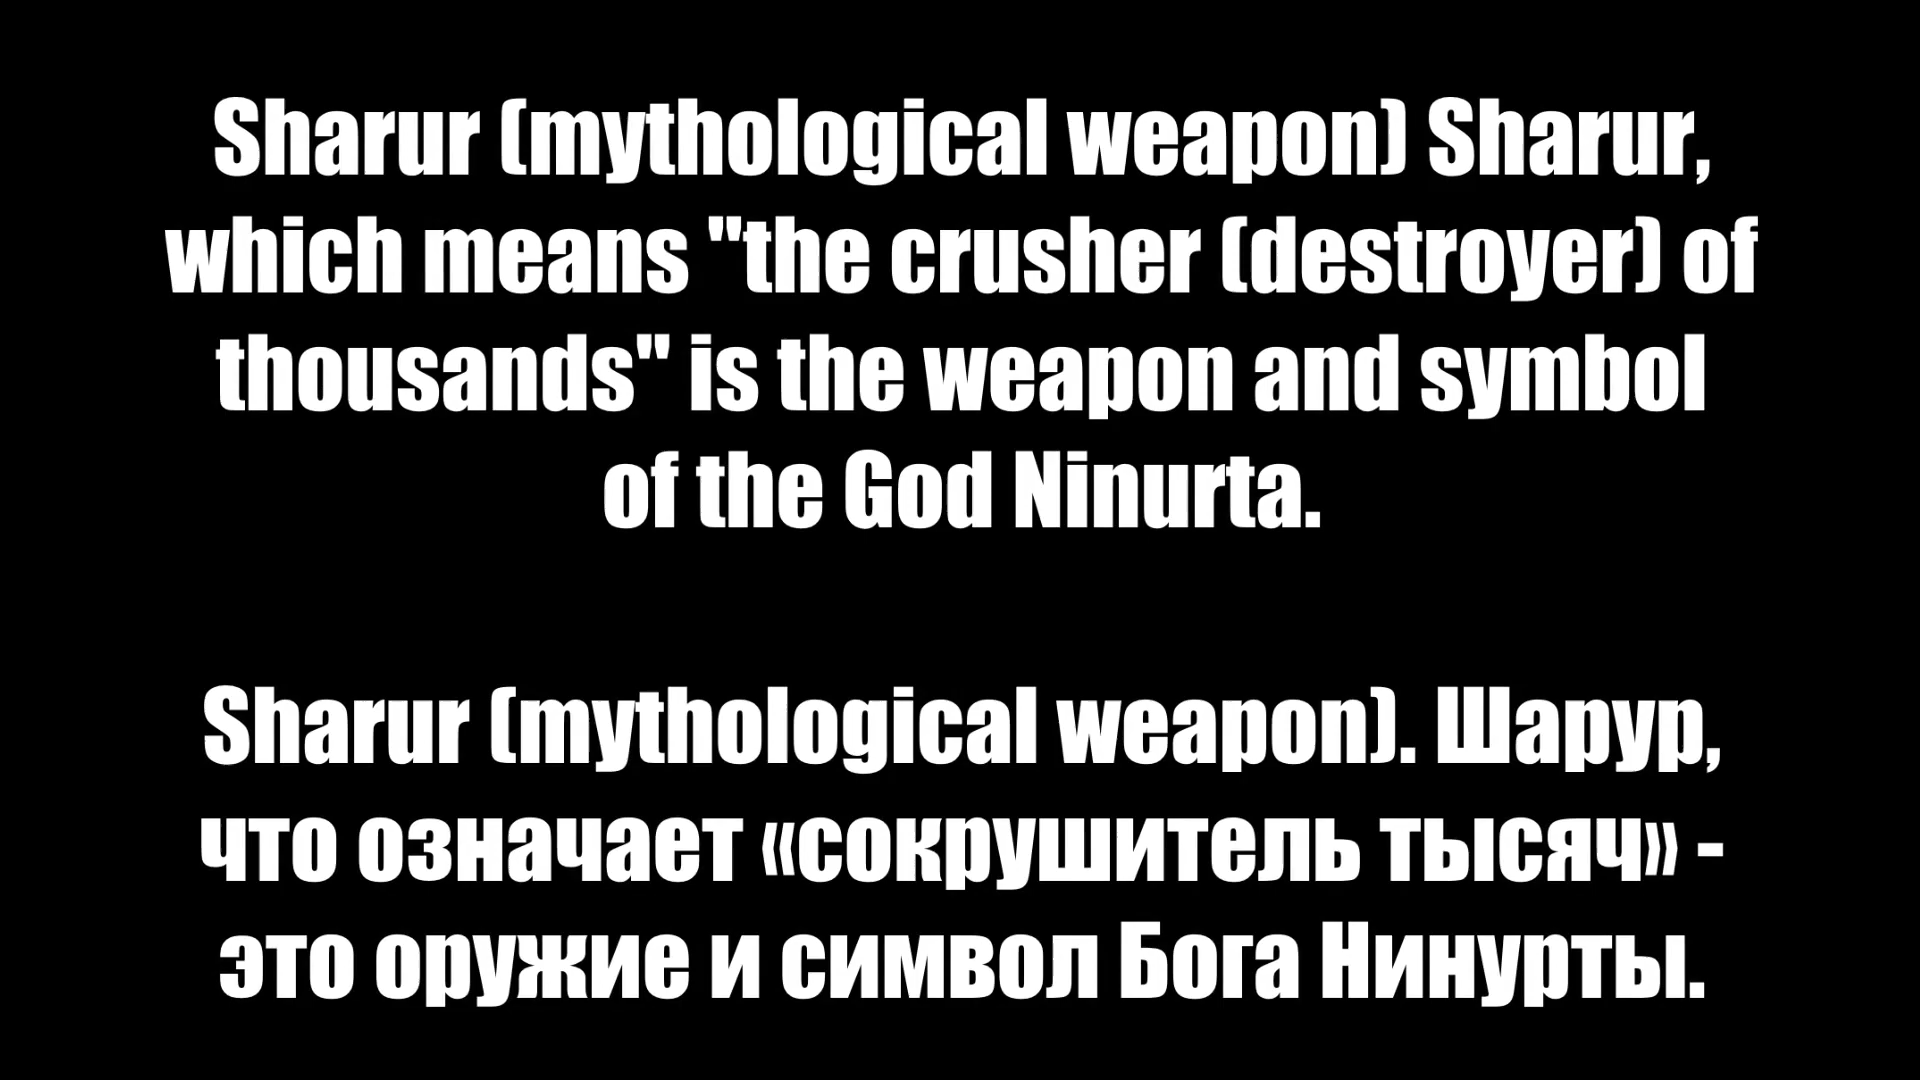 Sharur (mythological weapon) Sharur,
which means "the crusher (destroyer) of
thousands" is the weapon and symbol
of the God Ninurta.
Sharur (mythological weapon). Шарур,
что означает «сокрушитель тысяч» -
это оружие и символ Бога Нинурты.